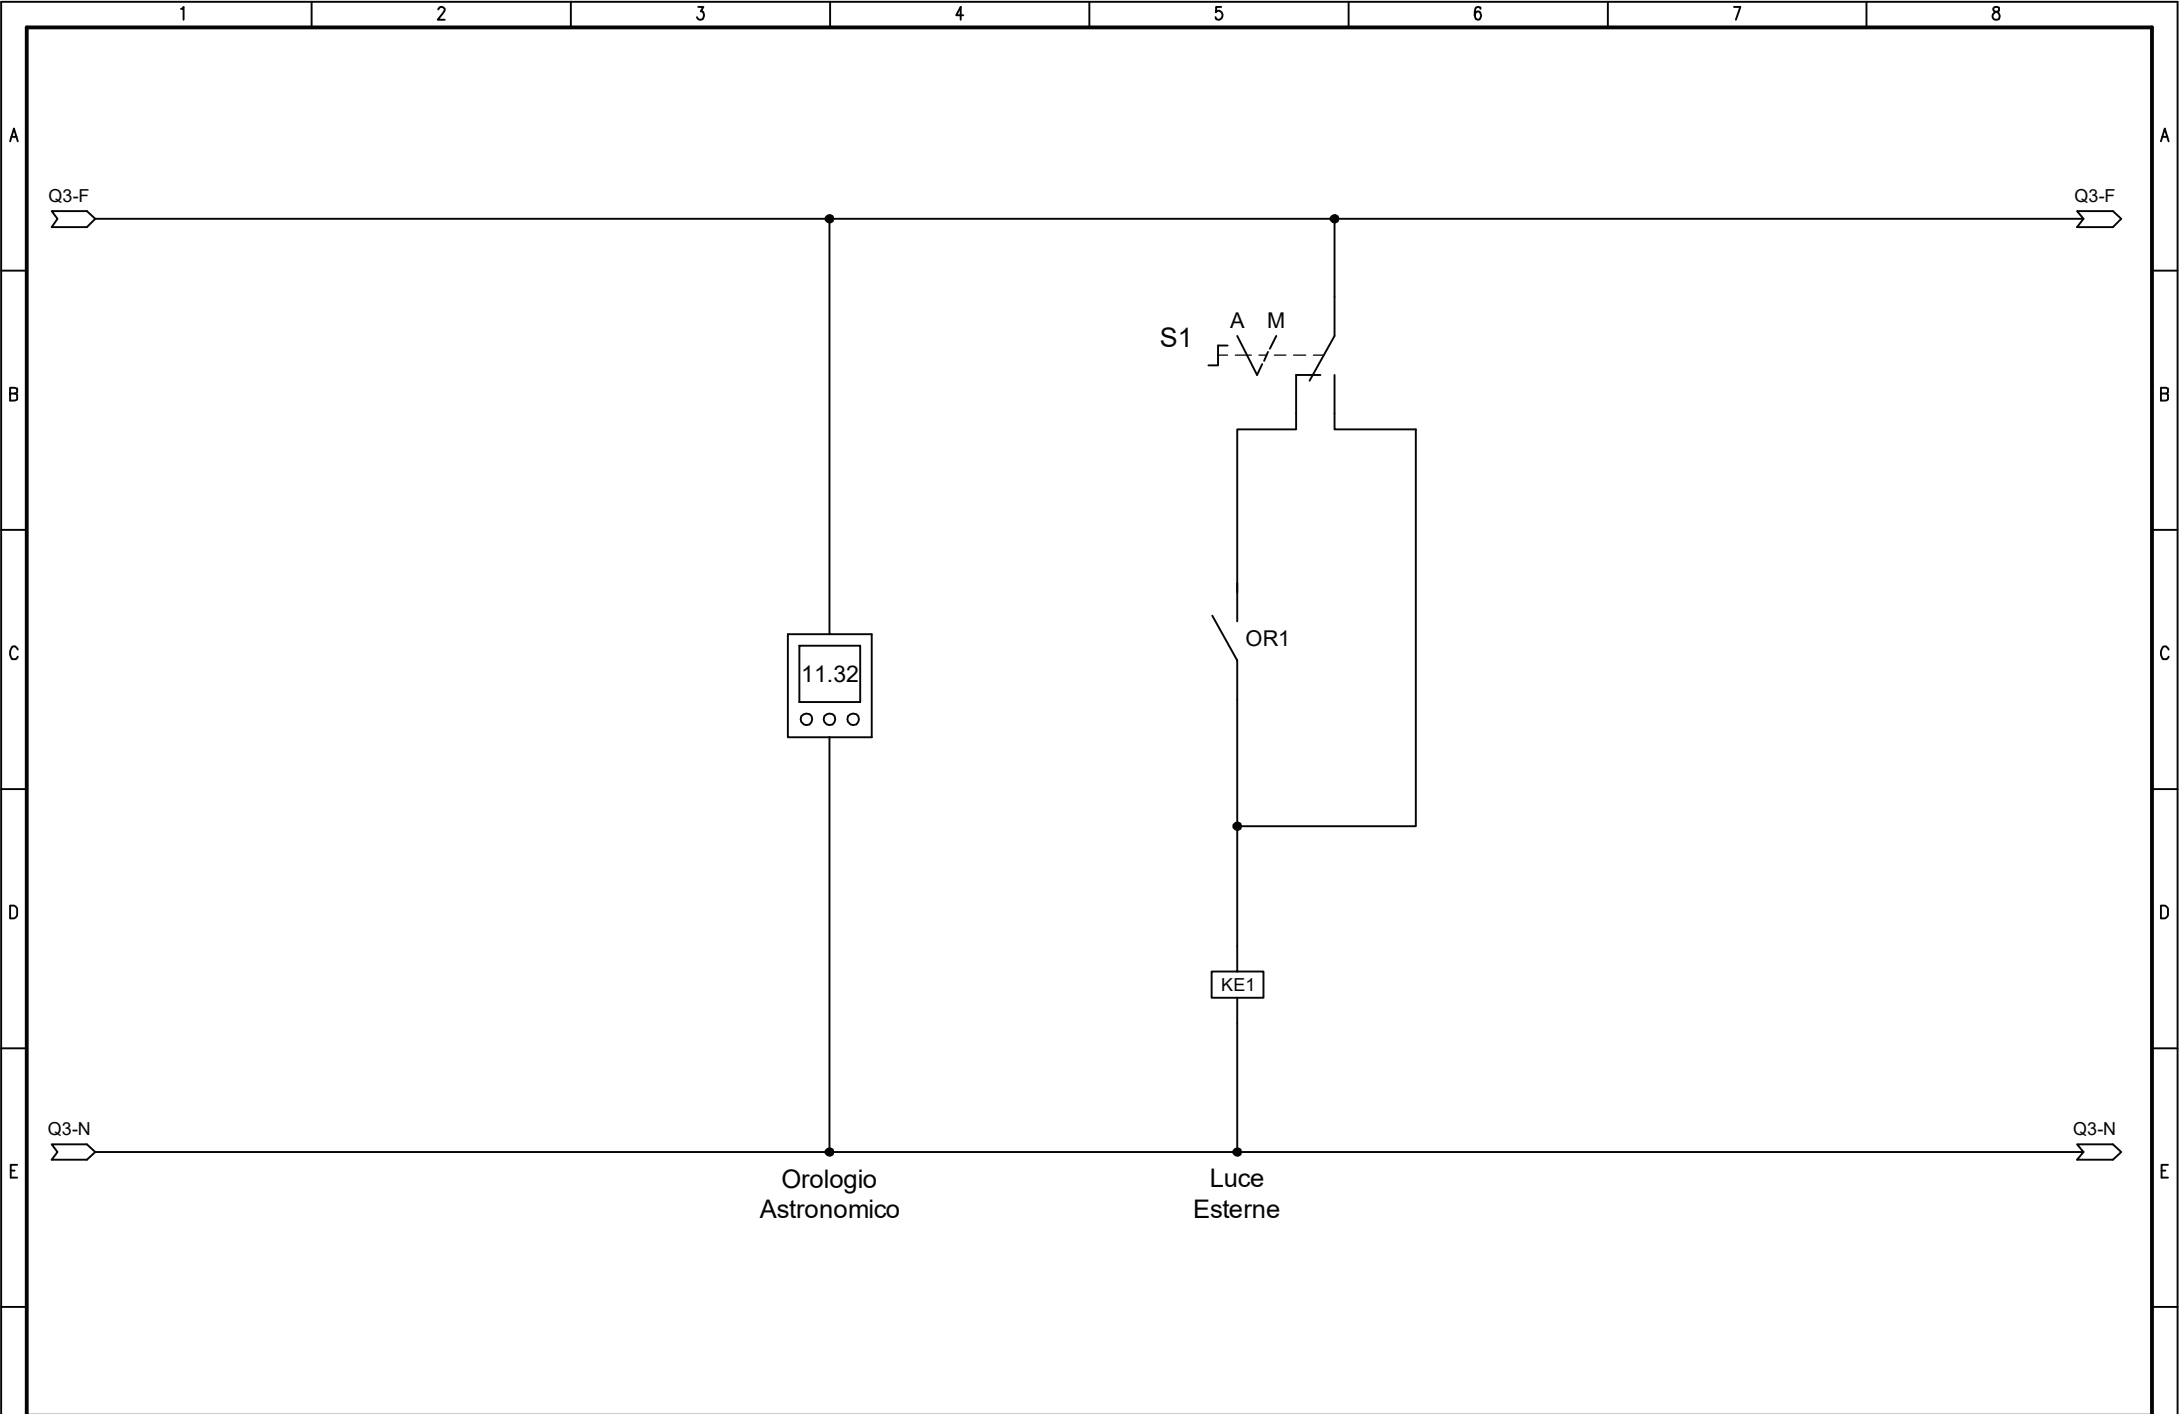 1 2 3 4 5 6 7 8
A A
Q3-F Q3-F
S1 A M
B B
OR1
C C
11.32
D D
KE1
Q3-N Q3-N
E E
Orologio
Astronomico
Luce
Esterne